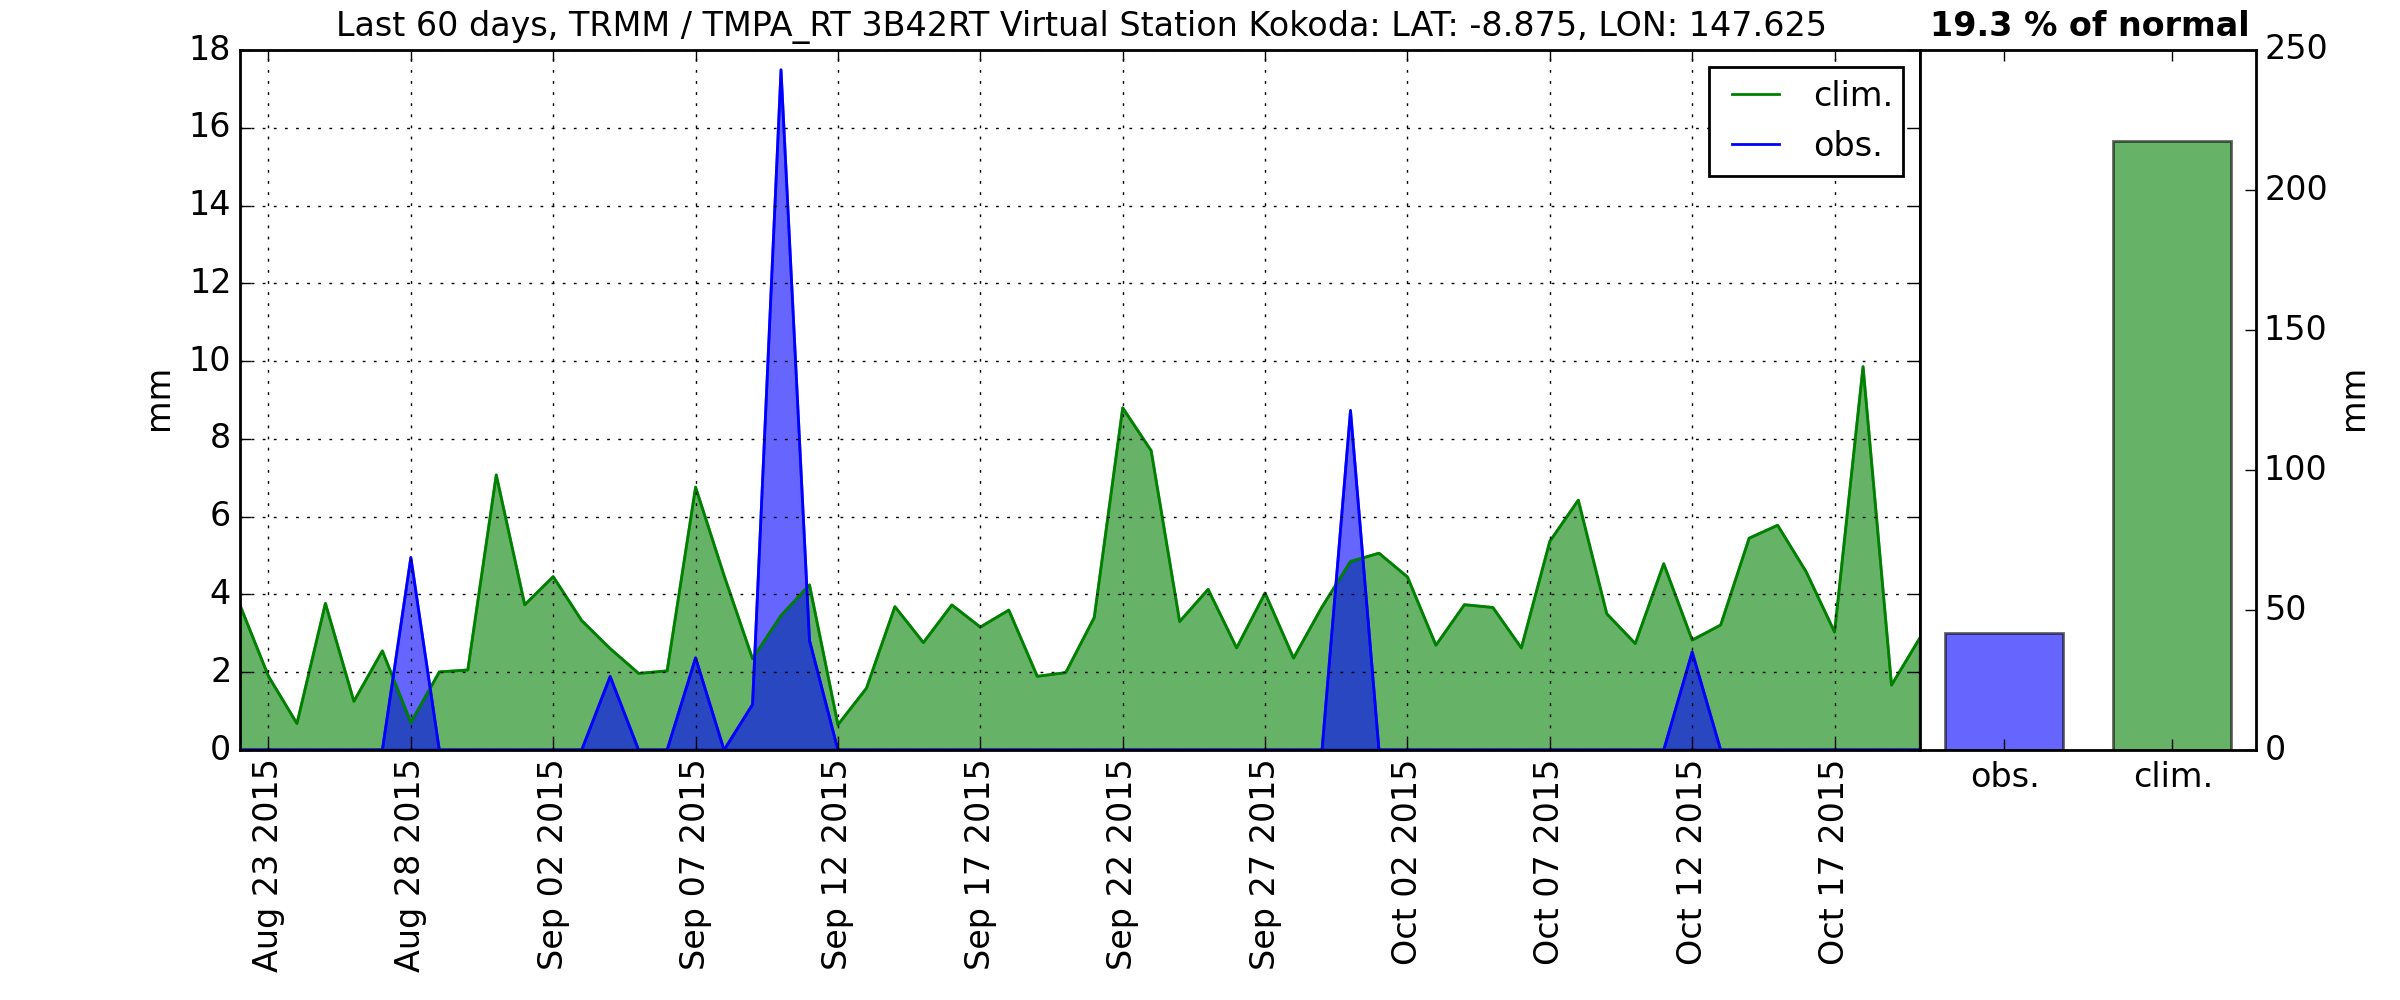 Last 60 days, TRMM / TMPA_RT 3B42RT Virtual Station Kokoda: LAT: -8.875, LON: 147.625
19.3 % of normal
18
16
14
12
10
8
6
4
2
0
mm
clim.
obs.
250
200
150
100
50
0
mm
Aug 23 2015
Aug 28 2015
Sep 02 2015
Sep 07 2015
Sep 12 2015
Sep 17 2015
Sep 22 2015
Sep 27 2015
Oct 02 2015
Oct 07 2015
Oct 12 2015
Oct 17 2015
obs.
clim.